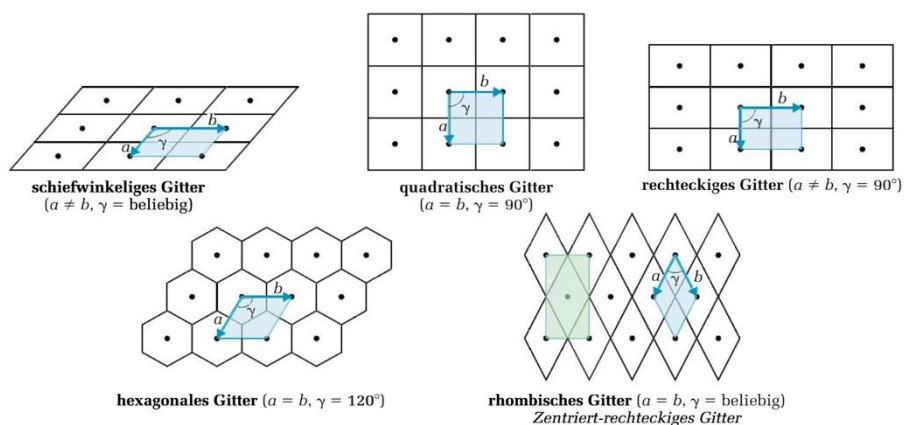 a
γ
b
schiefwinkeliges Gitter
(a ≠ b, γ = beliebig)
b
γ
a
quadratisches Gitter
(a = b, γ = 90°)
b
γ
a
rechteckiges Gitter (a ≠ b, γ = 90°)
b
γ
a
hexagonales Gitter (a = b, γ = 120°)
a
γ
b
rhombisches Gitter (a = b, γ = beliebig)
Zentriert-rechteckiges Gitter